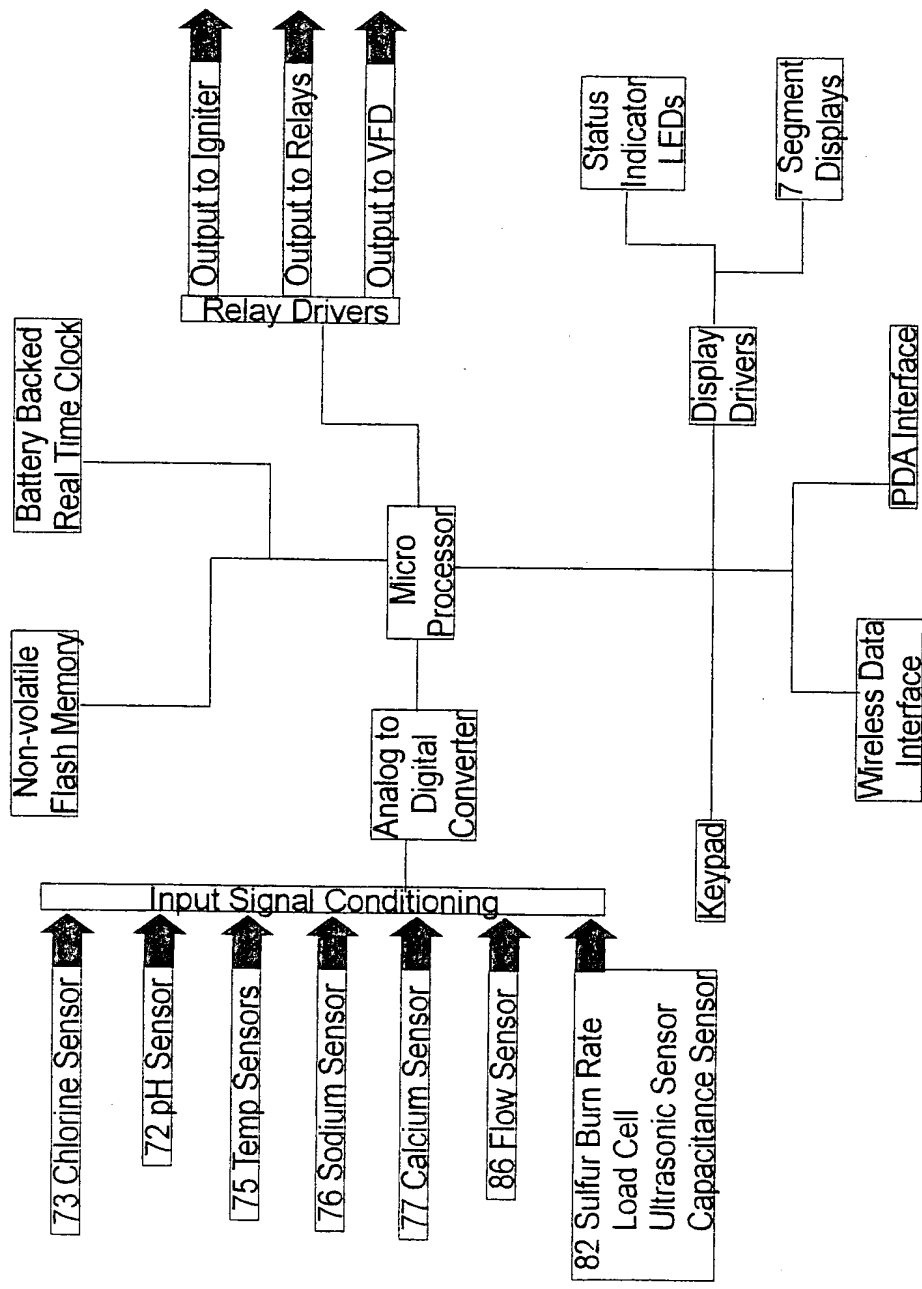 Non-volatile
Flash Memory
Battery Backed
Real Time Clock
73 Chlorine Sensor
72 pH Sensor
75 Temp Sensors
76 Sodium Sensor
77 Calcium Sensor
86 Flow Sensor
82 Sulfur Burn Rate
Load Cell
Ultrasonic Sensor
Capacitance Sensor
Input Signal Conditioning
Analog to
Digital
Converter
Micro
Processor
Relay Drivers
Output to Igniter
Output to Relays
Output to VFD
Keypad
Display
Drivers
Status
Indicator
LEDs
7 Segment
Displays
Wireless Data
Interface
PDA Interface